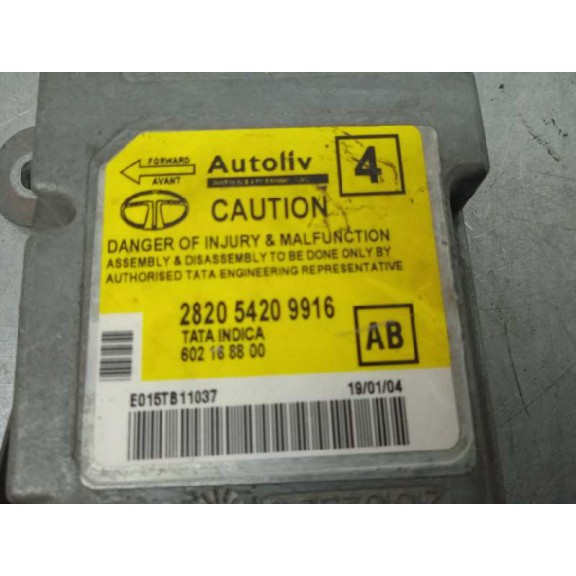 FORWARD
AVANT
Autoliv
4
CAUTION
DANGER OF INJURY & MALFUNCTION
ASSEMBLY & DISASSEMBLY TO BE DONE ONLY BY
AUTHORISED TATA ENGINEERING REPRESENTATIVE
2820 5420 9916
TATA INDICA
602 16 88 00
AB
E015TB11037
19/01/04